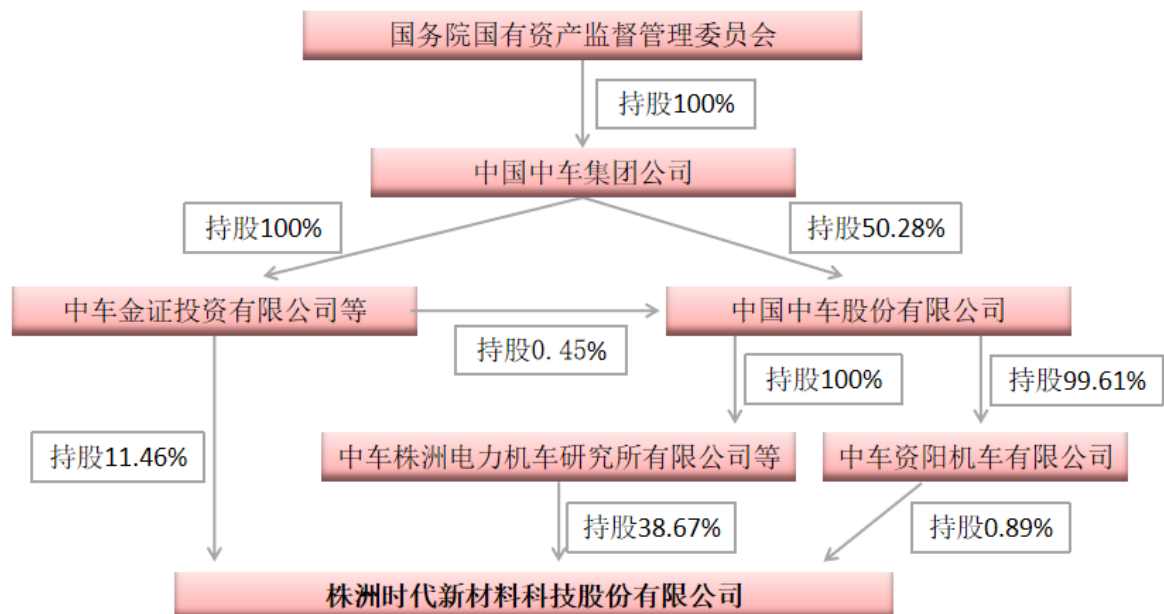 国务院国有资产监督管理委员会
持股100%
中国中车集团公司
持股100%
持股50.28%
中车金证投资有限公司等
中国中车股份有限公司
持股0.45%
持股100%
持股99.61%
持股11.46%
中车株洲电力机车研究所有限公司等
中车资阳机车有限公司
持股38.67%
持股0.89%
株洲时代新材料科技股份有限公司